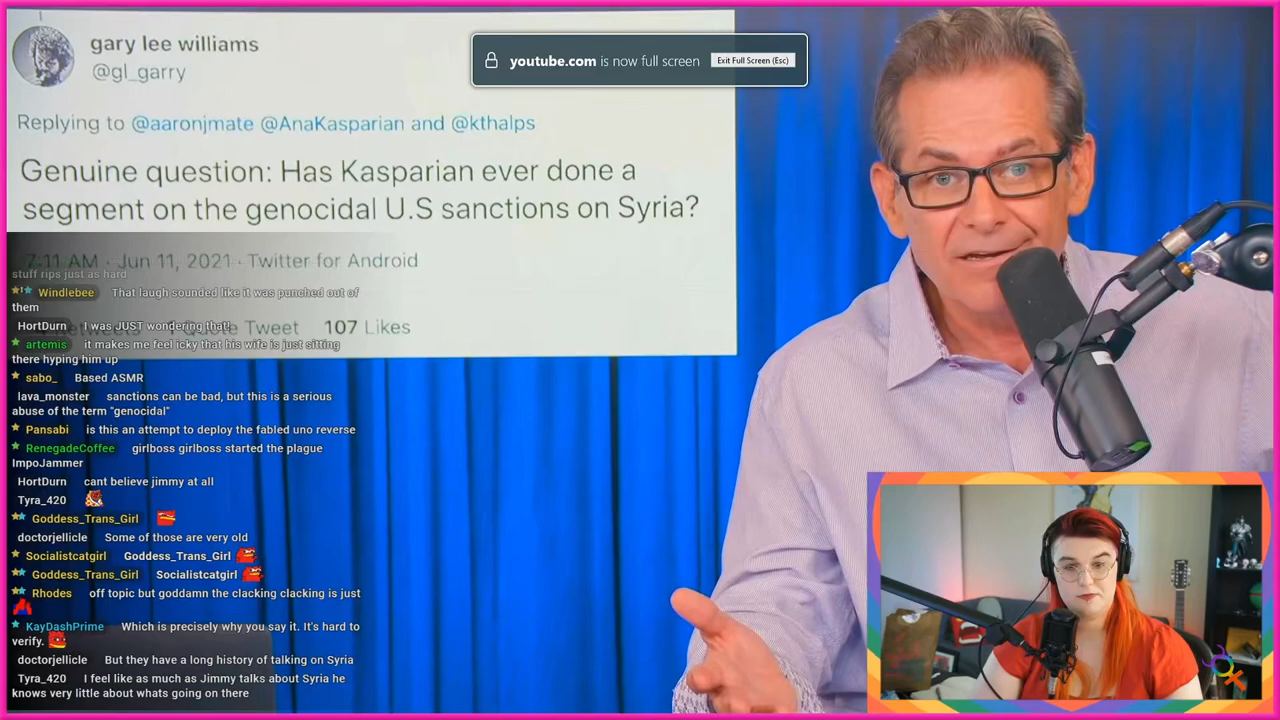 gary lee williams
@gl_garry
Replying to @aaronjmate @AnaKasparian and @kthalps
Genuine question: Has Kasparian ever done a
segment on the genocidal U.S sanctions on Syria?
7:11 AM · Jun 11, 2021 · Twitter for Android
Quote Tweet 107 Likes
youtube.com is now full screen Exit Full Screen (Esc)
stuff rips just as hard
Windlebee That laugh sounded like it was punched out of
them
HortDurn I was JUST wondering that!
artemis it makes me feel icky that his wife is just sitting
there hyping him up
sabo_ Based ASMR
lava_monster sanctions can be bad, but this is a serious
abuse of the term "genocidal"
Pansabi is this an attempt to deploy the fabled uno reverse
RenegadeCoffee girlboss girlboss started the plague
ImpoJammer
HortDurn cant believe jimmy at all
Tyra_420
Goddess_Trans_Girl
doctorjellicle Some of those are very old
Socialistcatgirl Goddess_Trans_Girl
Goddess_Trans_Girl Socialistcatgirl
Rhodes off topic but goddamn the clacking clacking is just
KayDashPrime Which is precisely why you say it. It's hard to
verify.
doctorjellicle But they have a long history of talking on Syria
Tyra_420 I feel like as much as Jimmy talks about Syria he
knows very little about whats going on there